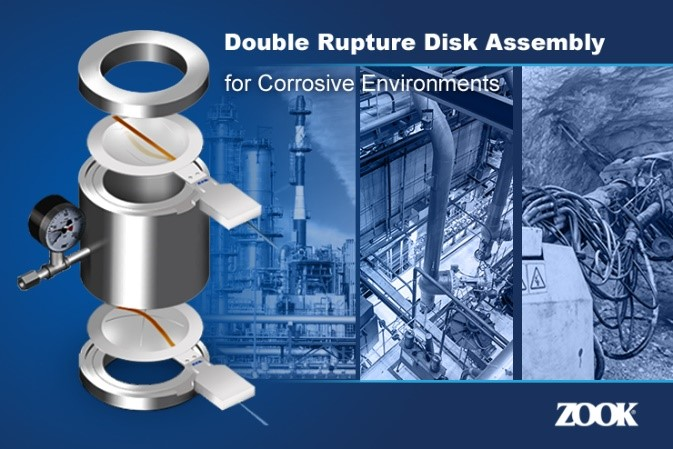 Double Rupture Disk Assembly
for Corrosive Environments
ZOOK®